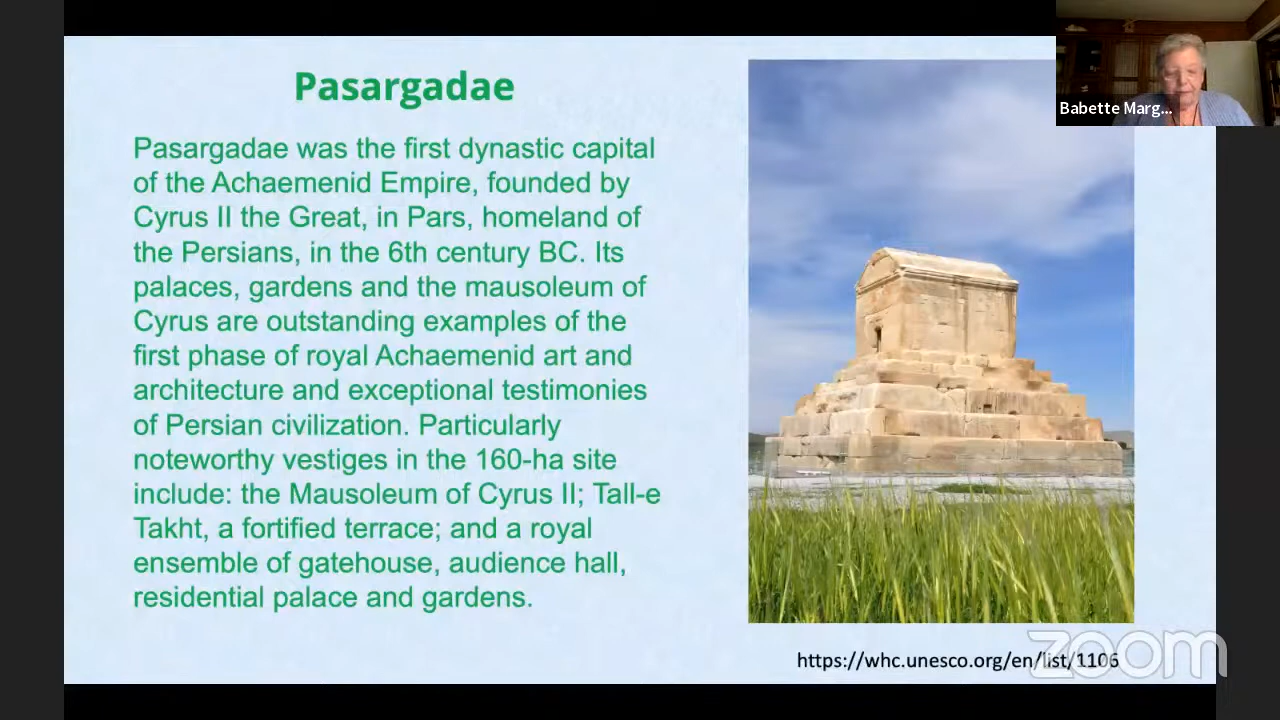 Pasargadae
Pasargadae was the first dynastic capital
of the Achaemenid Empire, founded by
Cyrus II the Great, in Pars, homeland of
the Persians, in the 6th century BC. Its
palaces, gardens and the mausoleum of
Cyrus are outstanding examples of the
first phase of royal Achaemenid art and
architecture and exceptional testimonies
of Persian civilization. Particularly
noteworthy vestiges in the 160-ha site
include: the Mausoleum of Cyrus II; Tall-e
Takht, a fortified terrace; and a royal
ensemble of gatehouse, audience hall,
residential palace and gardens.
Babette Marg...
https://whc.unesco.org/en/list/1106
zoom